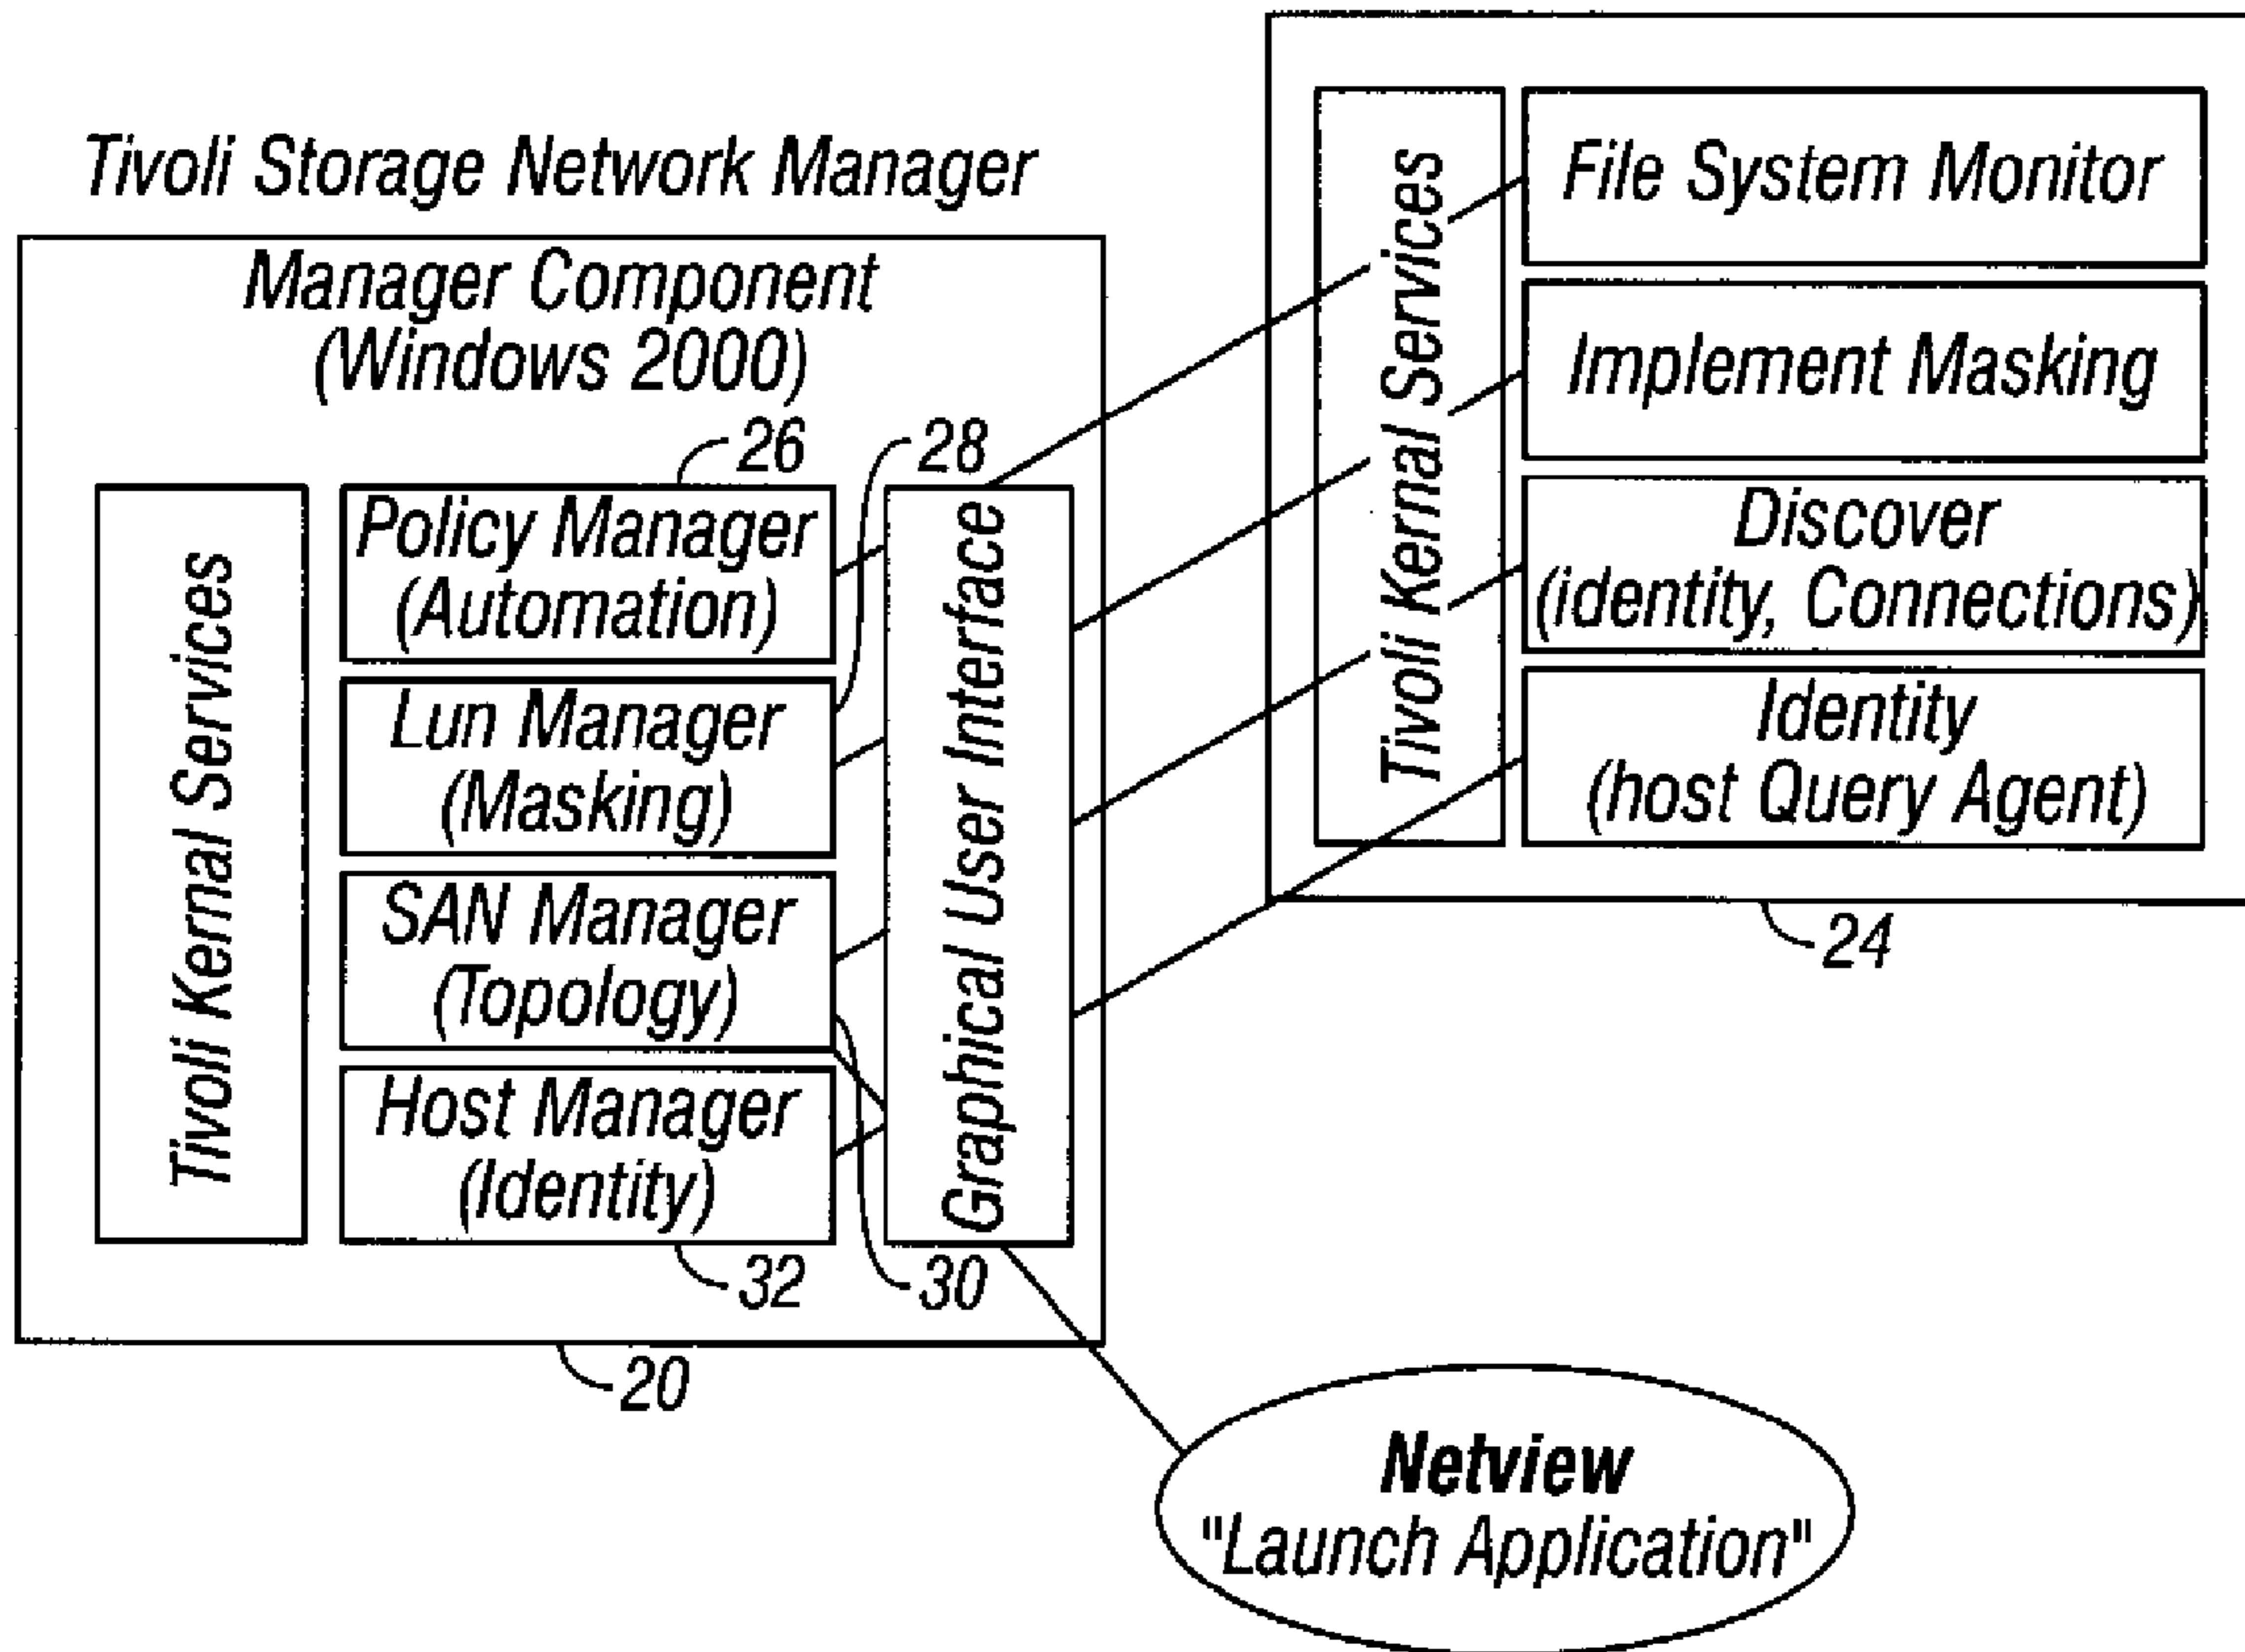 Tivoli Storage Network Manager
Manager Component
(Windows 2000)
26
28
Tivoli Kernal Services
Policy Manager
(Automation)
Lun Manager
(Masking)
SAN Manager
(Topology)
Host Manager
(Identity)
Graphical User Interface
32
30
20
Tivoli Kernal Services
File System Monitor
Implement Masking
Discover
(identity, Connections)
Identity
(host Query Agent)
24
Netview
"Launch Application"